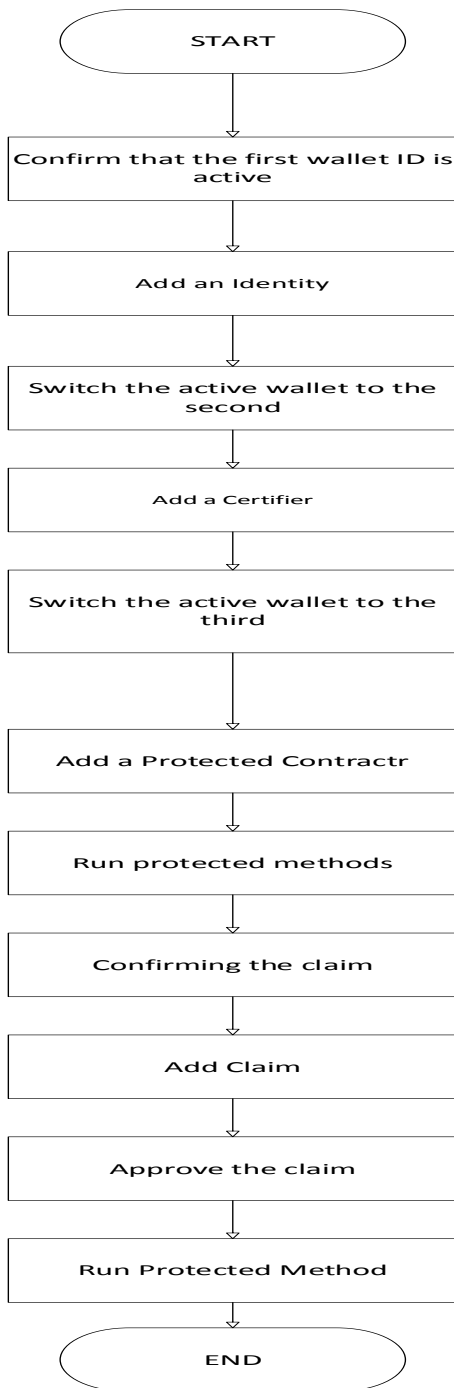 START
Confirm that the first wallet ID is
active
Add an Identity
Switch the active wallet to the
second
Add a Certifier
Switch the active wallet to the
third
Add a Protected Contractr
Run protected methods
Confirming the claim
Add Claim
Approve the claim
Run Protected Method
END